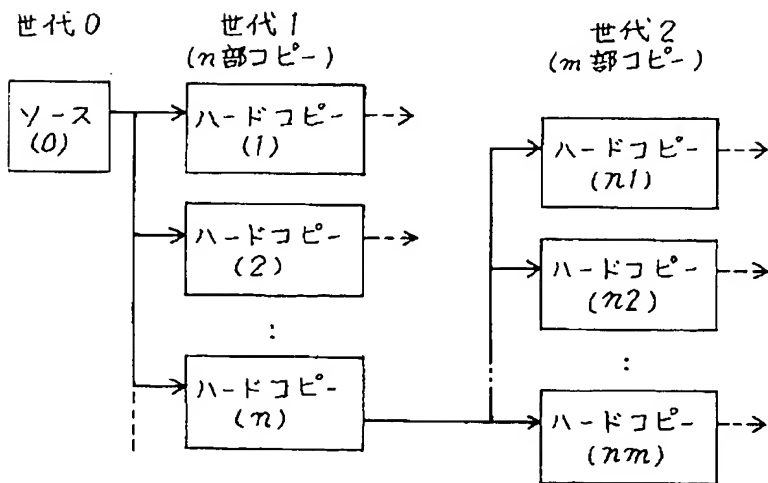 世代0
世代1
(n部コピー)
世代2
(m部コピー)
ソース
(0)
ハードコピー
(1)
ハードコピー
(2)
:
ハードコピー
(n)
ハードコピー
(n1)
ハードコピー
(n2)
:
ハードコピー
(nm)